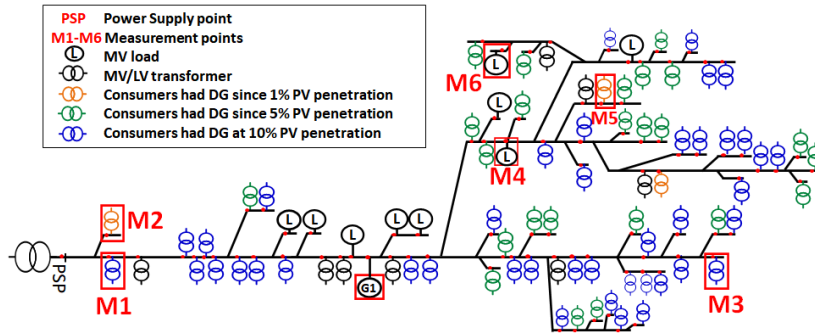 PSP Power Supply point
M1-M6 Measurement points
L MV load
MV/LV transformer
Consumers had DG since 1% PV penetration
Consumers had DG since 5% PV penetration
Consumers had DG at 10% PV penetration
M6
L
L
M5
L
L
M4
M2
L
L
L
L
L
PSP
M1
G1
M3